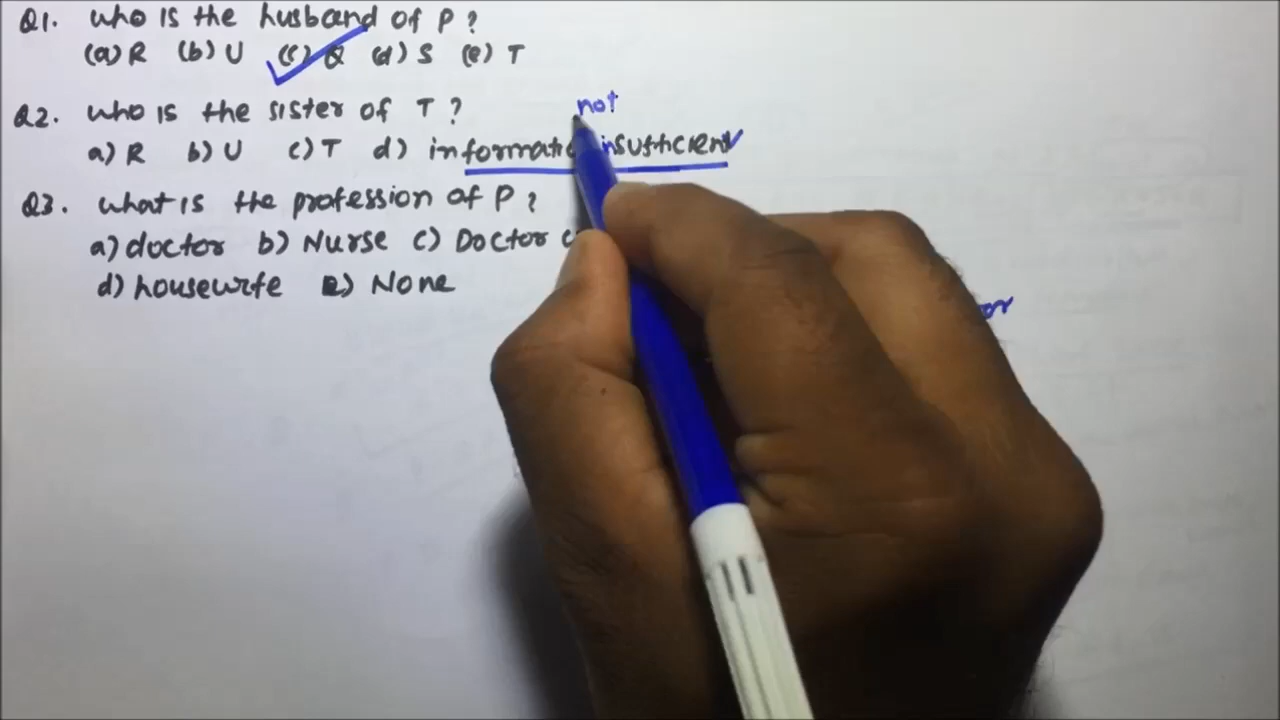 Q1. who is the husband of P ?
(a) R (b) U (c) Q (d) S (e) T
Q2. who is the sister of T ?
not
a) R b) U c) T d) insufficient
Q3. what is the profession of P ?
a) doctor b) Nurse c) Doctor
d) housewife e) None
or